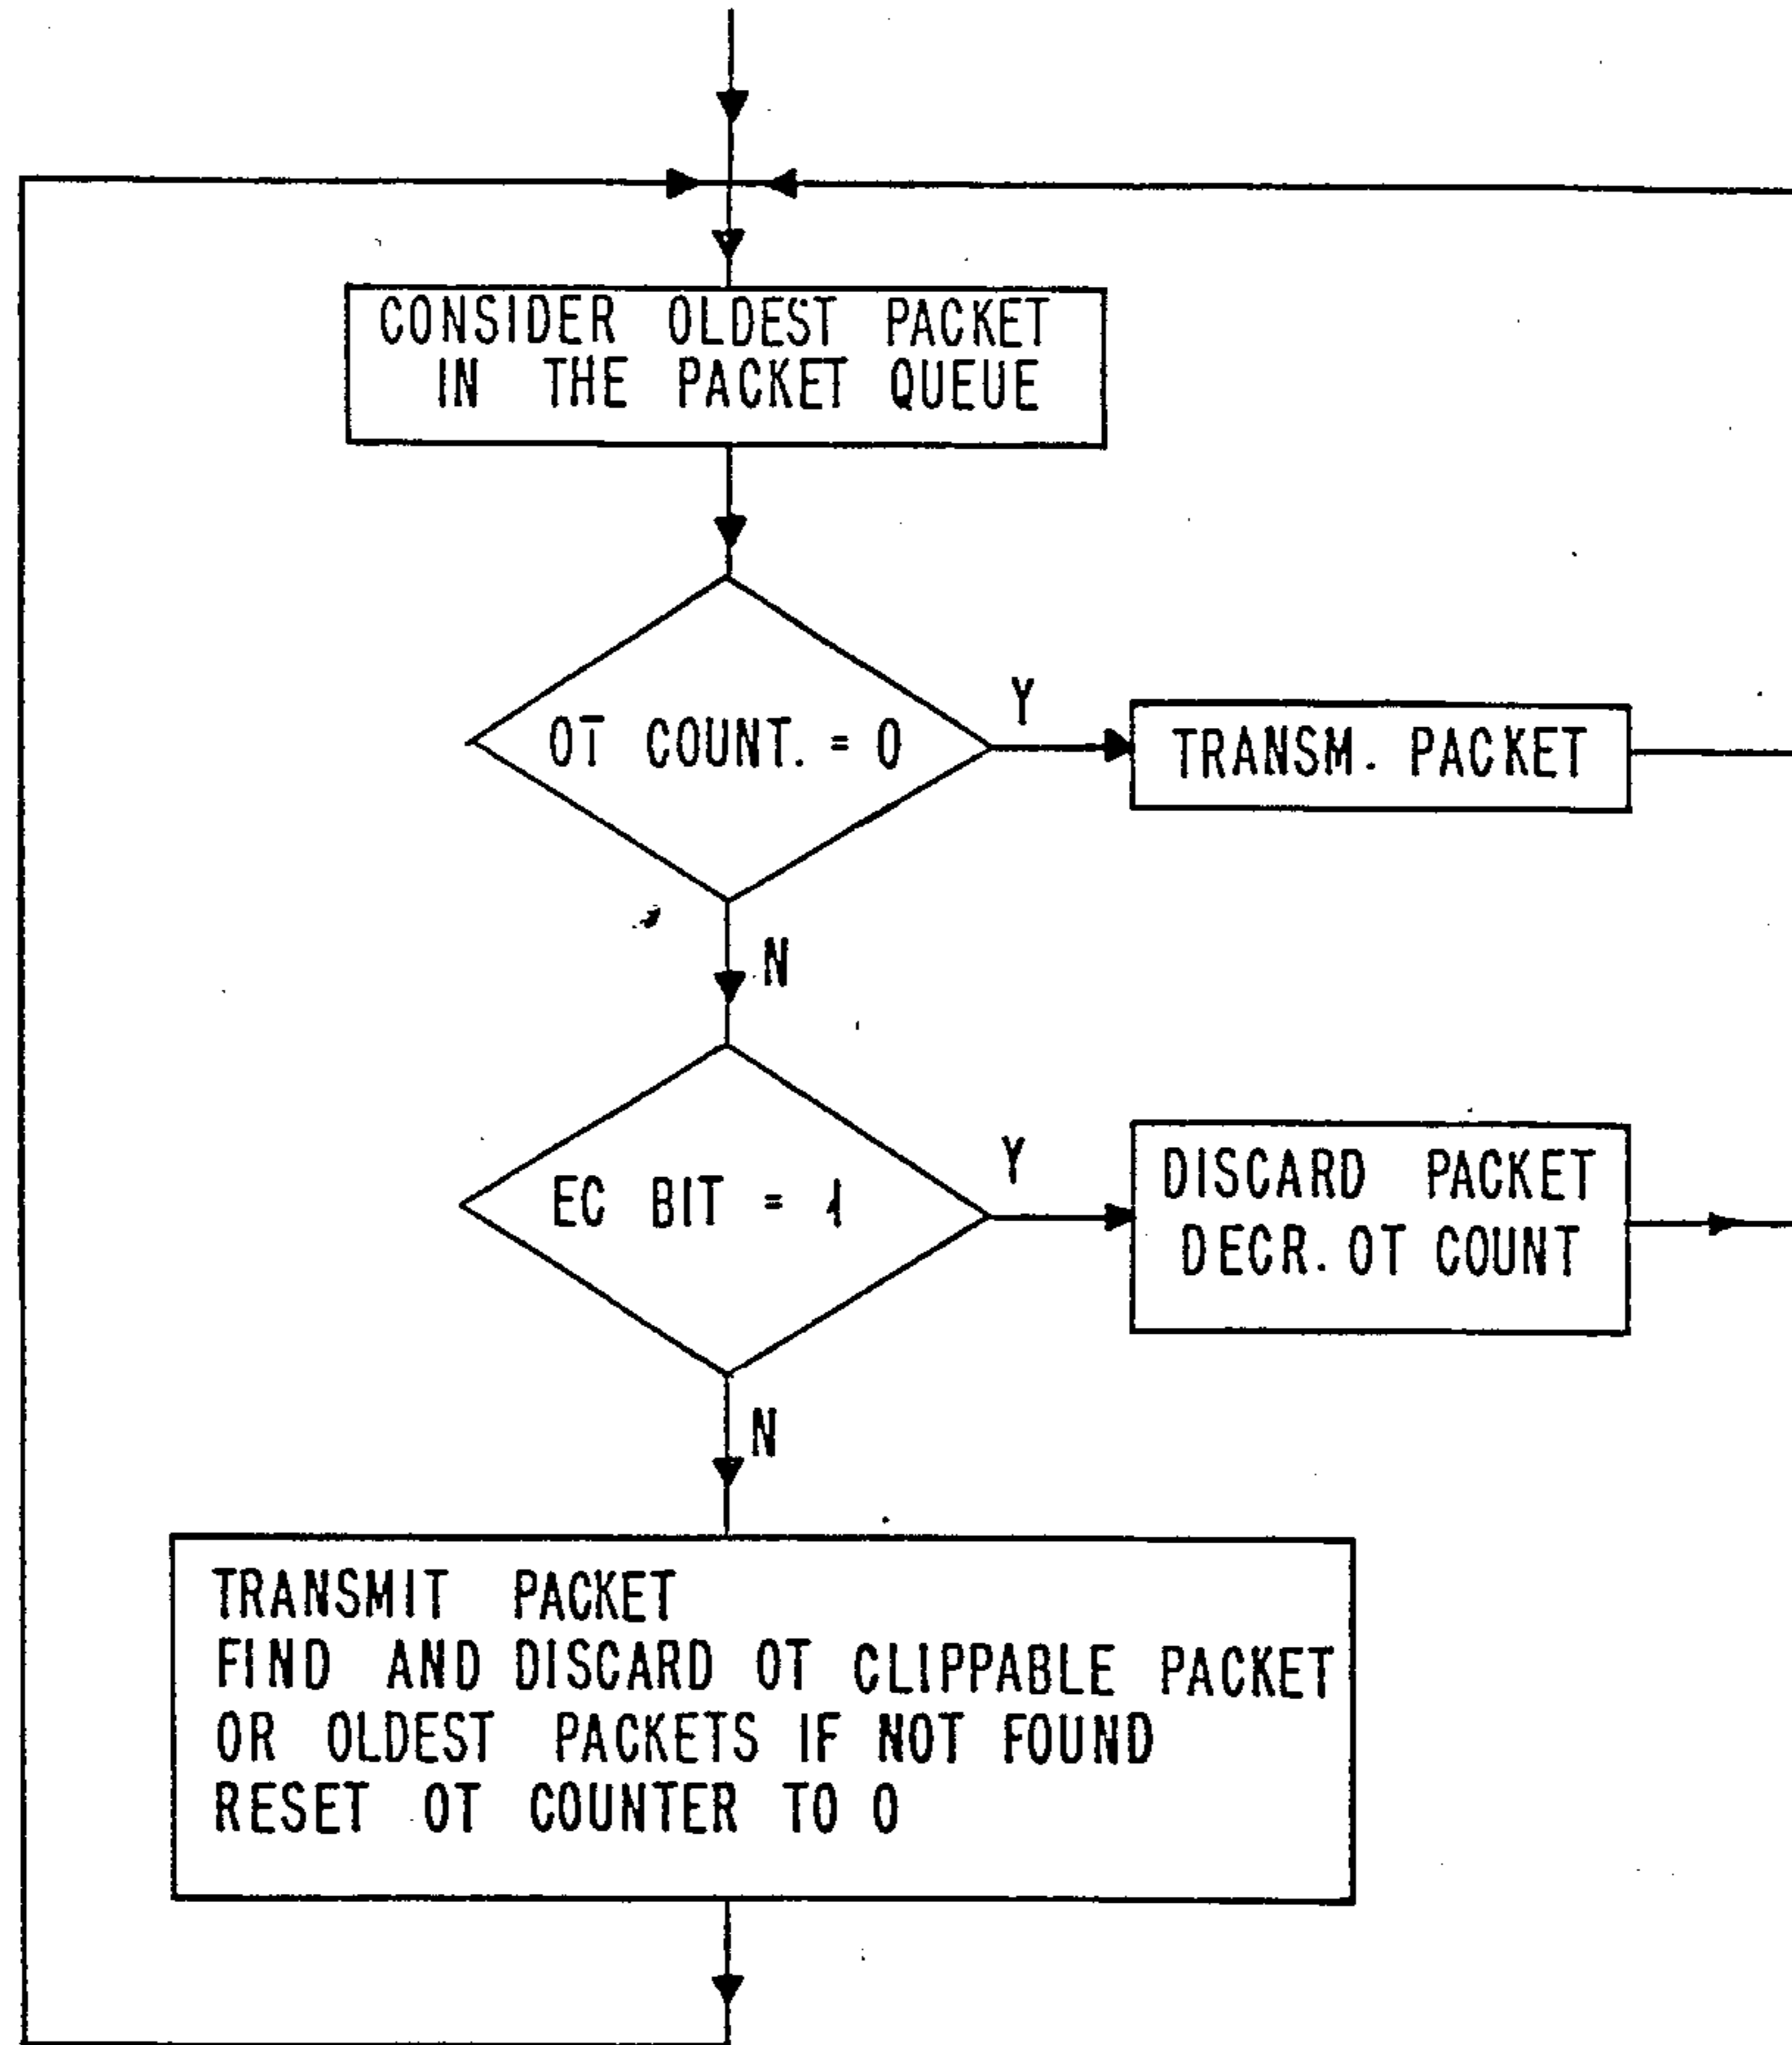 CONSIDER OLDEST PACKET
IN THE PACKET QUEUE
OT COUNT. = 0
Y
TRANSM. PACKET
N
EC BIT = 1
Y
DISCARD PACKET
DECR. OT COUNT
N
TRANSMIT PACKET
FIND AND DISCARD OT CLIPPABLE PACKET
OR OLDEST PACKETS IF NOT FOUND
RESET OT COUNTER TO 0